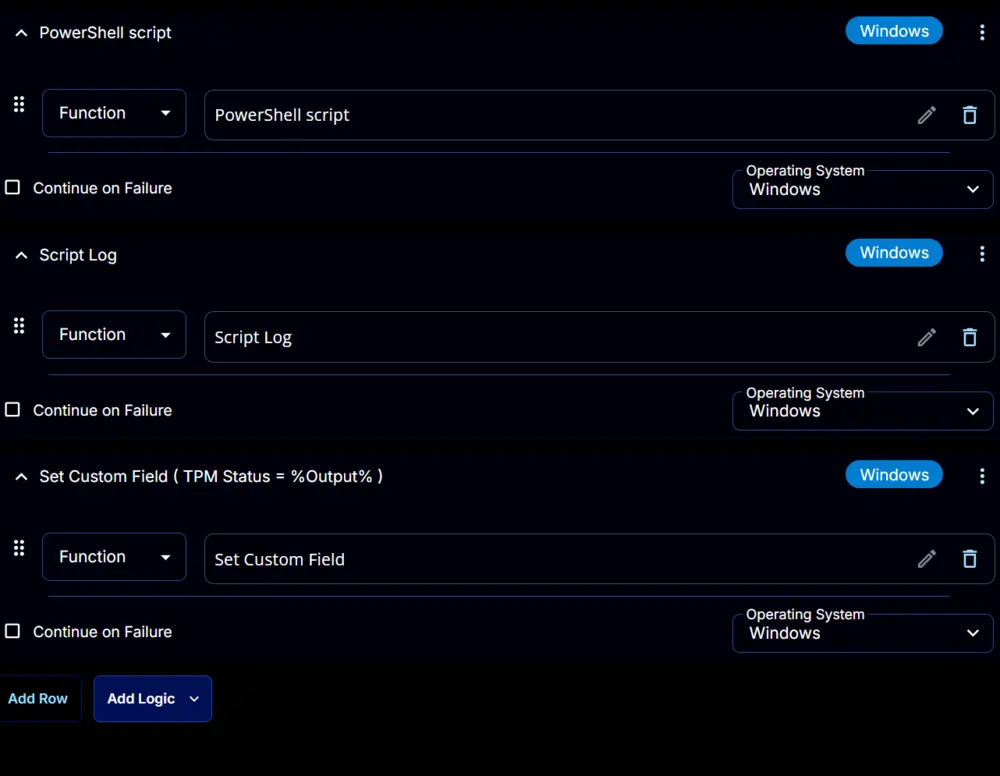 PowerShell script Windows
Function PowerShell script
Continue on Failure Operating System
Windows
Script Log Windows
Function Script Log
Continue on Failure Operating System
Windows
Set Custom Field ( TPM Status = %Output% ) Windows
Function Set Custom Field
Continue on Failure Operating System
Windows
Add Row Add Logic